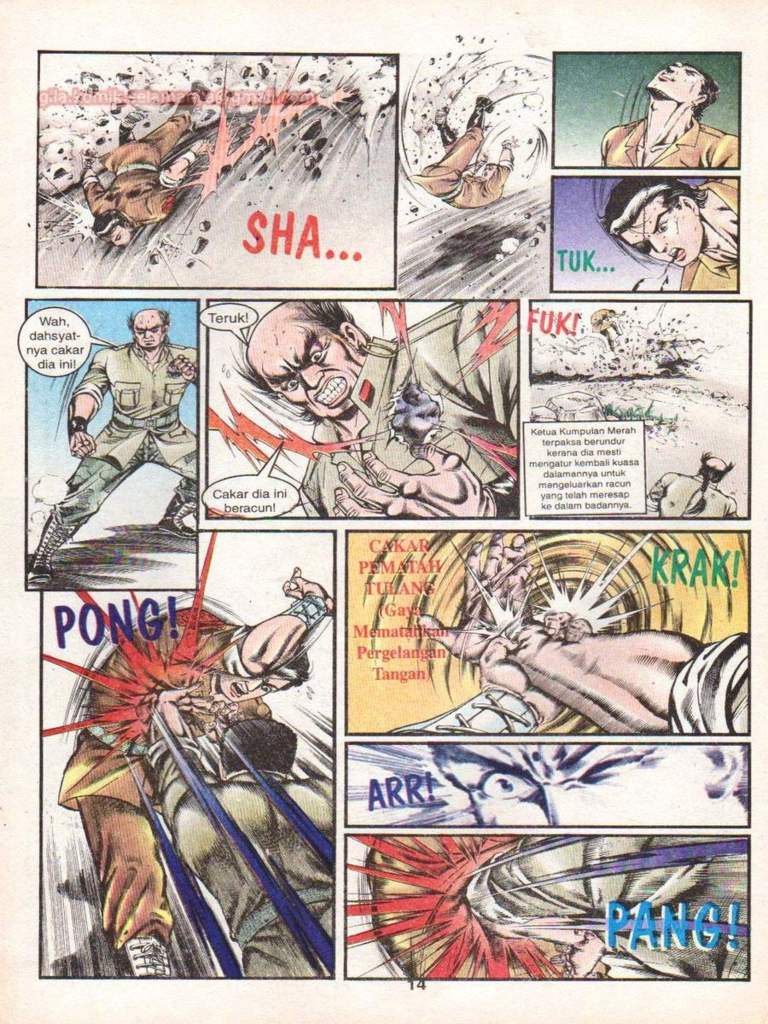 SHA...
TUK...
Wah,
dahsyat-
nya cakar
dia ini!
Teruk!
Cakar dia ini
beracun!
FUK!
Ketua Kumpulan Merah
terpaksa berundur
kerana dia mesti
mengatur kembali kuasa
dalamannya untuk
mengeluarkan racun
yang telah meresap
ke dalam badannya.
PONG!
CAKAR
PEMATAH
TULANG
(Gaya
Mematahkan
Pergelangan
Tangan)
KRAK!
ARR!
PANG!
14